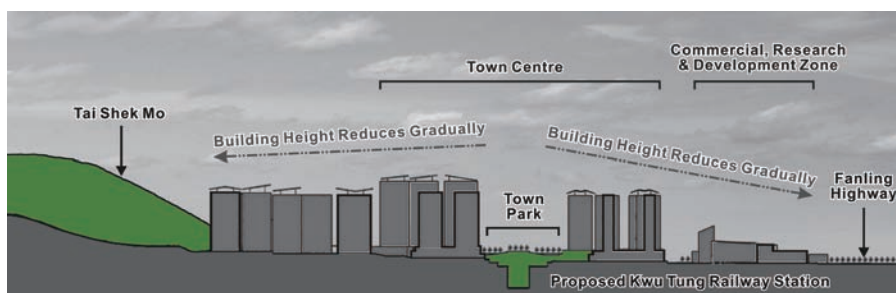 Commercial, Research
& Development Zone
Town Centre
Tai Shek Mo
Building Height Reduces Gradually
Building Height Reduces Gradually
Fanling
Highway
Town
Park
Proposed Kwu Tung Railway Station